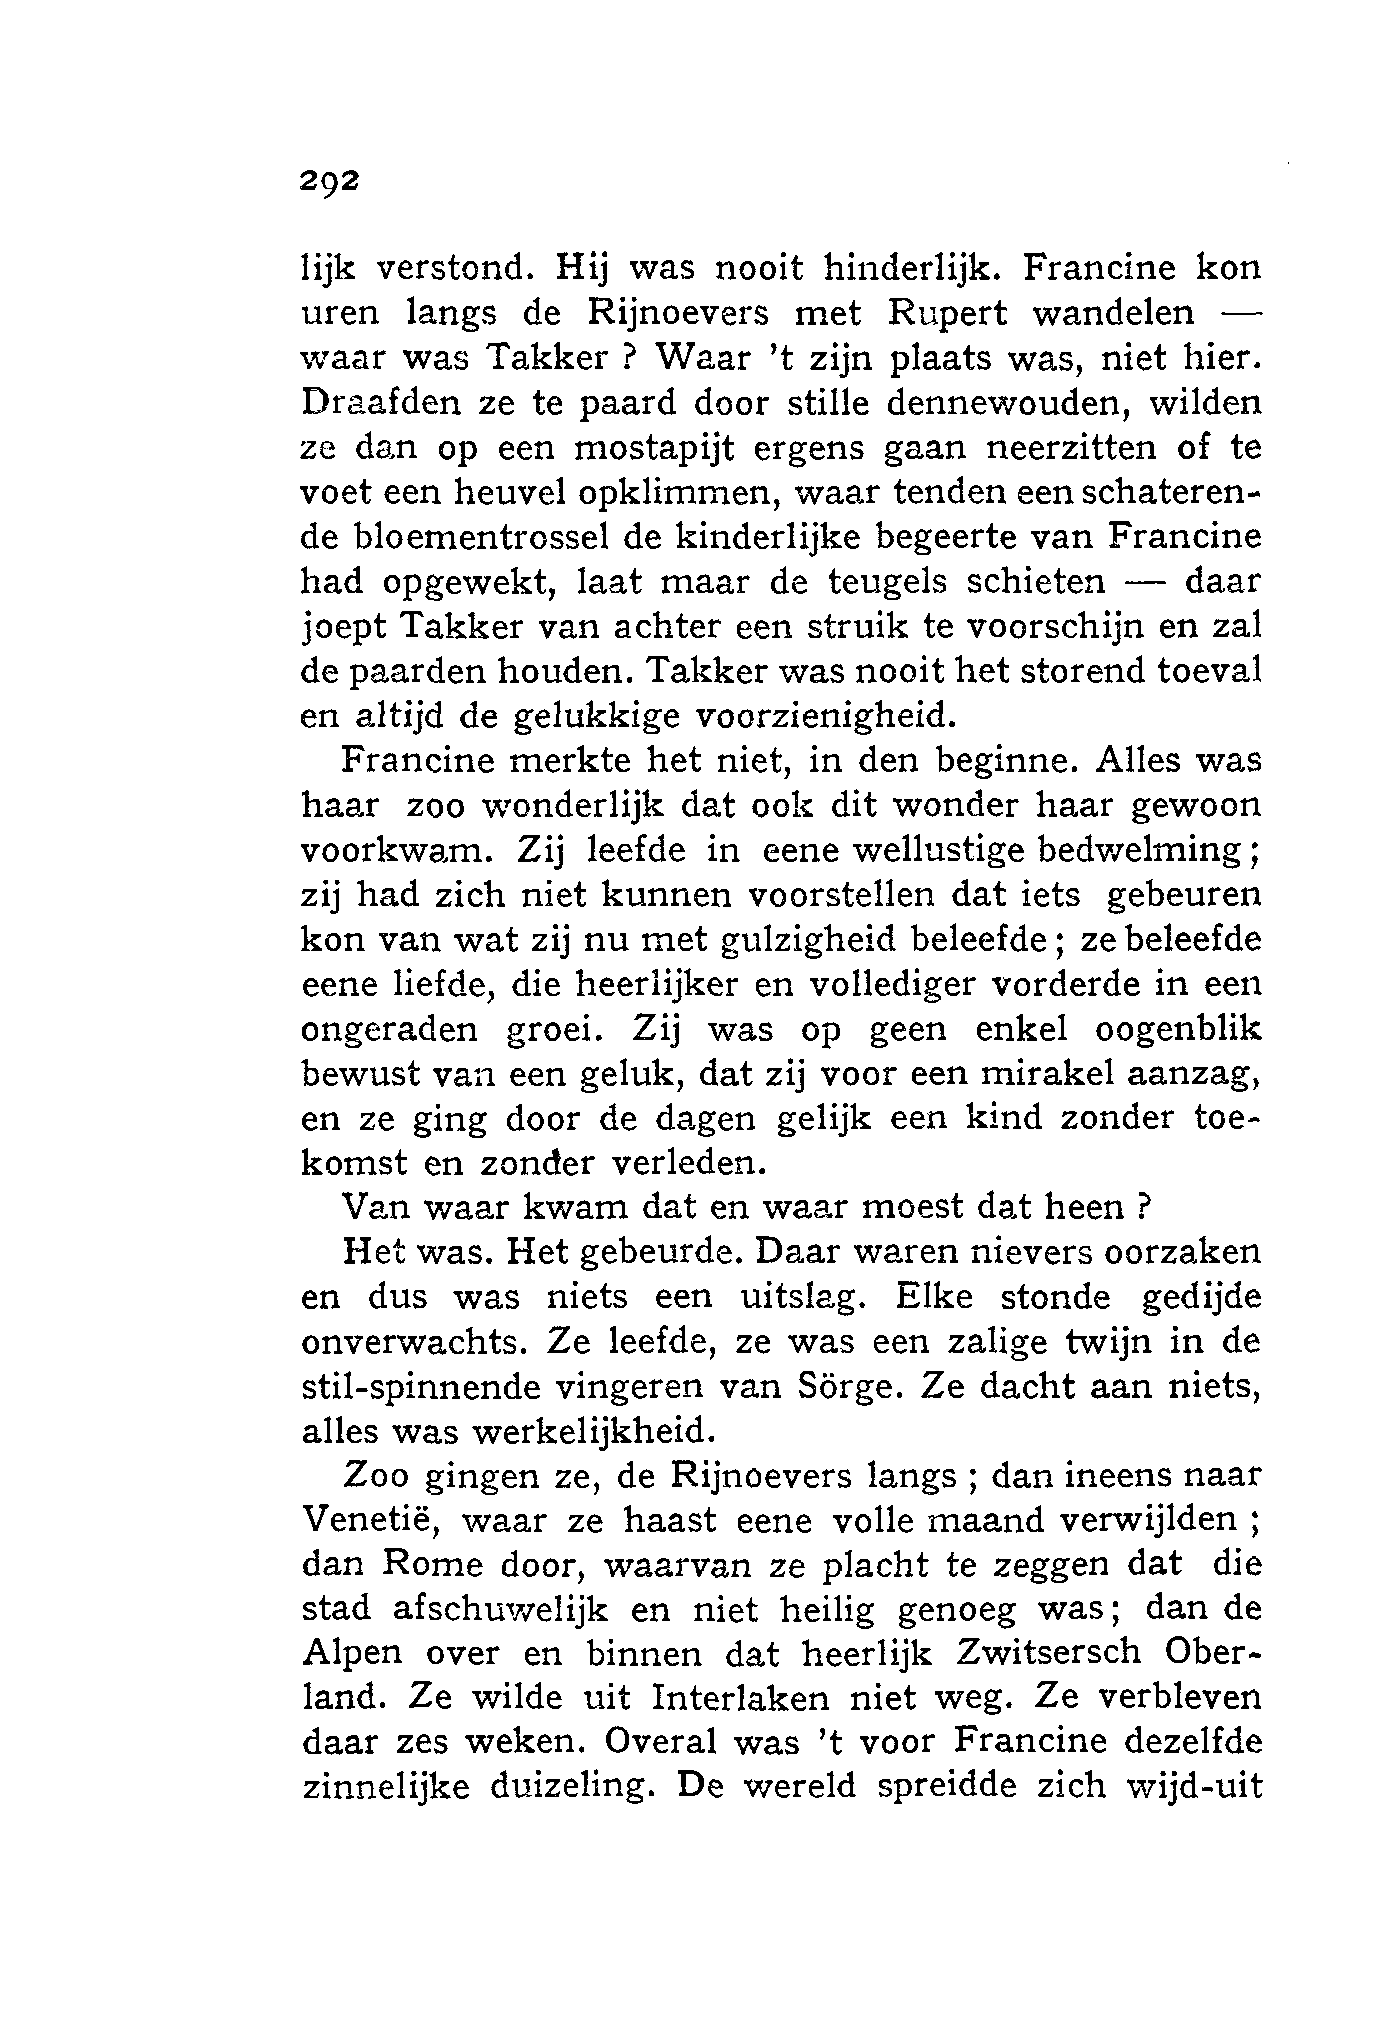 292
lijk verstond. Hij was nooit hinderlijk. Francine kon
uren langs de Rijnoevers met Rupert wandelen —
waar was Takker ? Waar 't zijn plaats was, niet hier.
Draafden ze te paard door stille dennewouden, wilden
ze dan op een mostapijt ergens gaan neerzitten of te
voet een heuvel opklimmen, waar tenden een schateren-
de bloementrossel de kinderlijke begeerte van Francine
had opgewekt, laat maar de teugels schieten — daar
joept Takker van achter een struik te voorschijn en zal
de paarden houden. Takker was nooit het storend toeval
en altijd de gelukkige voorzienigheid.
Francine merkte het niet, in den beginne. Alles was
haar zoo wonderlijk dat ook dit wonder haar gewoon
voorkwam. Zij leefde in eene wellustige bedwelming ;
zij had zich niet kunnen voorstellen dat iets gebeuren
kon van wat zij nu met gulzigheid beleefde ; ze beleefde
eene liefde, die heerlijker en vollediger vorderde in een
ongeraden groei. Zij was op geen enkel oogenblik
bewust van een geluk, dat zij voor een mirakel aanzag,
en ze ging door de dagen gelijk een kind zonder toe-
komst en zonder verleden.
Van waar kwam dat en waar moest dat heen ?
Het was. Het gebeurde. Daar waren nievers oorzaken
en dus was niets een uitslag. Elke stonde gedijde
onverwachts. Ze leefde, ze was een zalige twijn in de
stil-spinnende vingeren van Sörge. Ze dacht aan niets,
alles was werkelijkheid.
Zoo gingen ze, de Rijnoevers langs ; dan ineens naar
Venetië, waar ze haast eene volle maand verwijlden ;
dan Rome door, waarvan ze placht te zeggen dat die
stad afschuwelijk en niet heilig genoeg was ; dan de
Alpen over en binnen dat heerlijk Zwitsersch Ober-
land. Ze wilde uit Interlaken niet weg. Ze verbleven
daar zes weken. Overal was 't voor Francine dezelfde
zinnelijke duizeling. De wereld spreidde zich wijd-uit